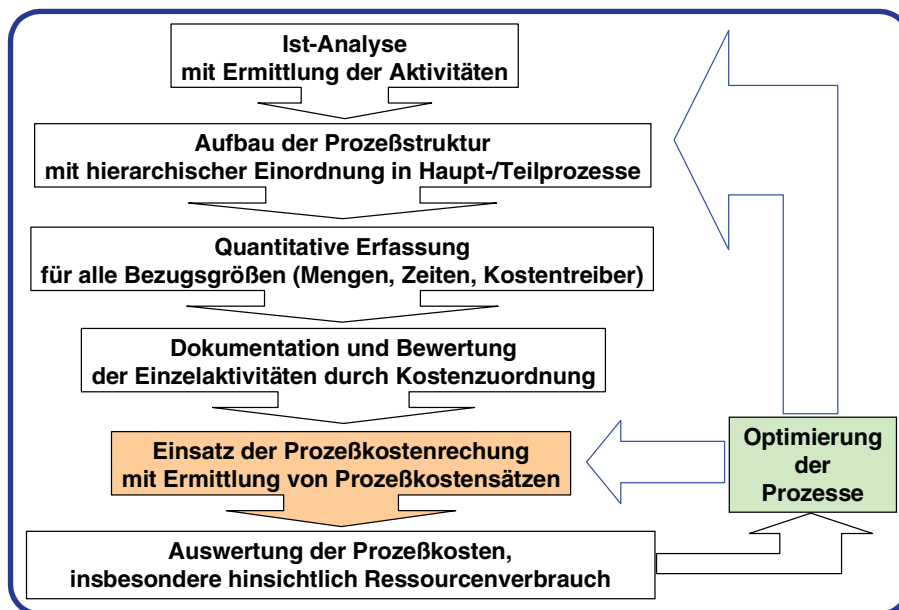 Ist-Analyse
mit Ermittlung der Aktivitäten
Aufbau der Prozeßstruktur
mit hierarchischer Einordnung in Haupt-/Teilprozesse
Quantitative Erfassung
für alle Bezugsgrößen (Mengen, Zeiten, Kostentreiber)
Dokumentation und Bewertung
der Einzelaktivitäten durch Kostenzuordnung
Einsatz der Prozeßkostenrechung
mit Ermittlung von Prozeßkostensätzen
Auswertung der Prozeßkosten,
insbesondere hinsichtlich Ressourcenverbrauch
Optimierung
der
Prozesse